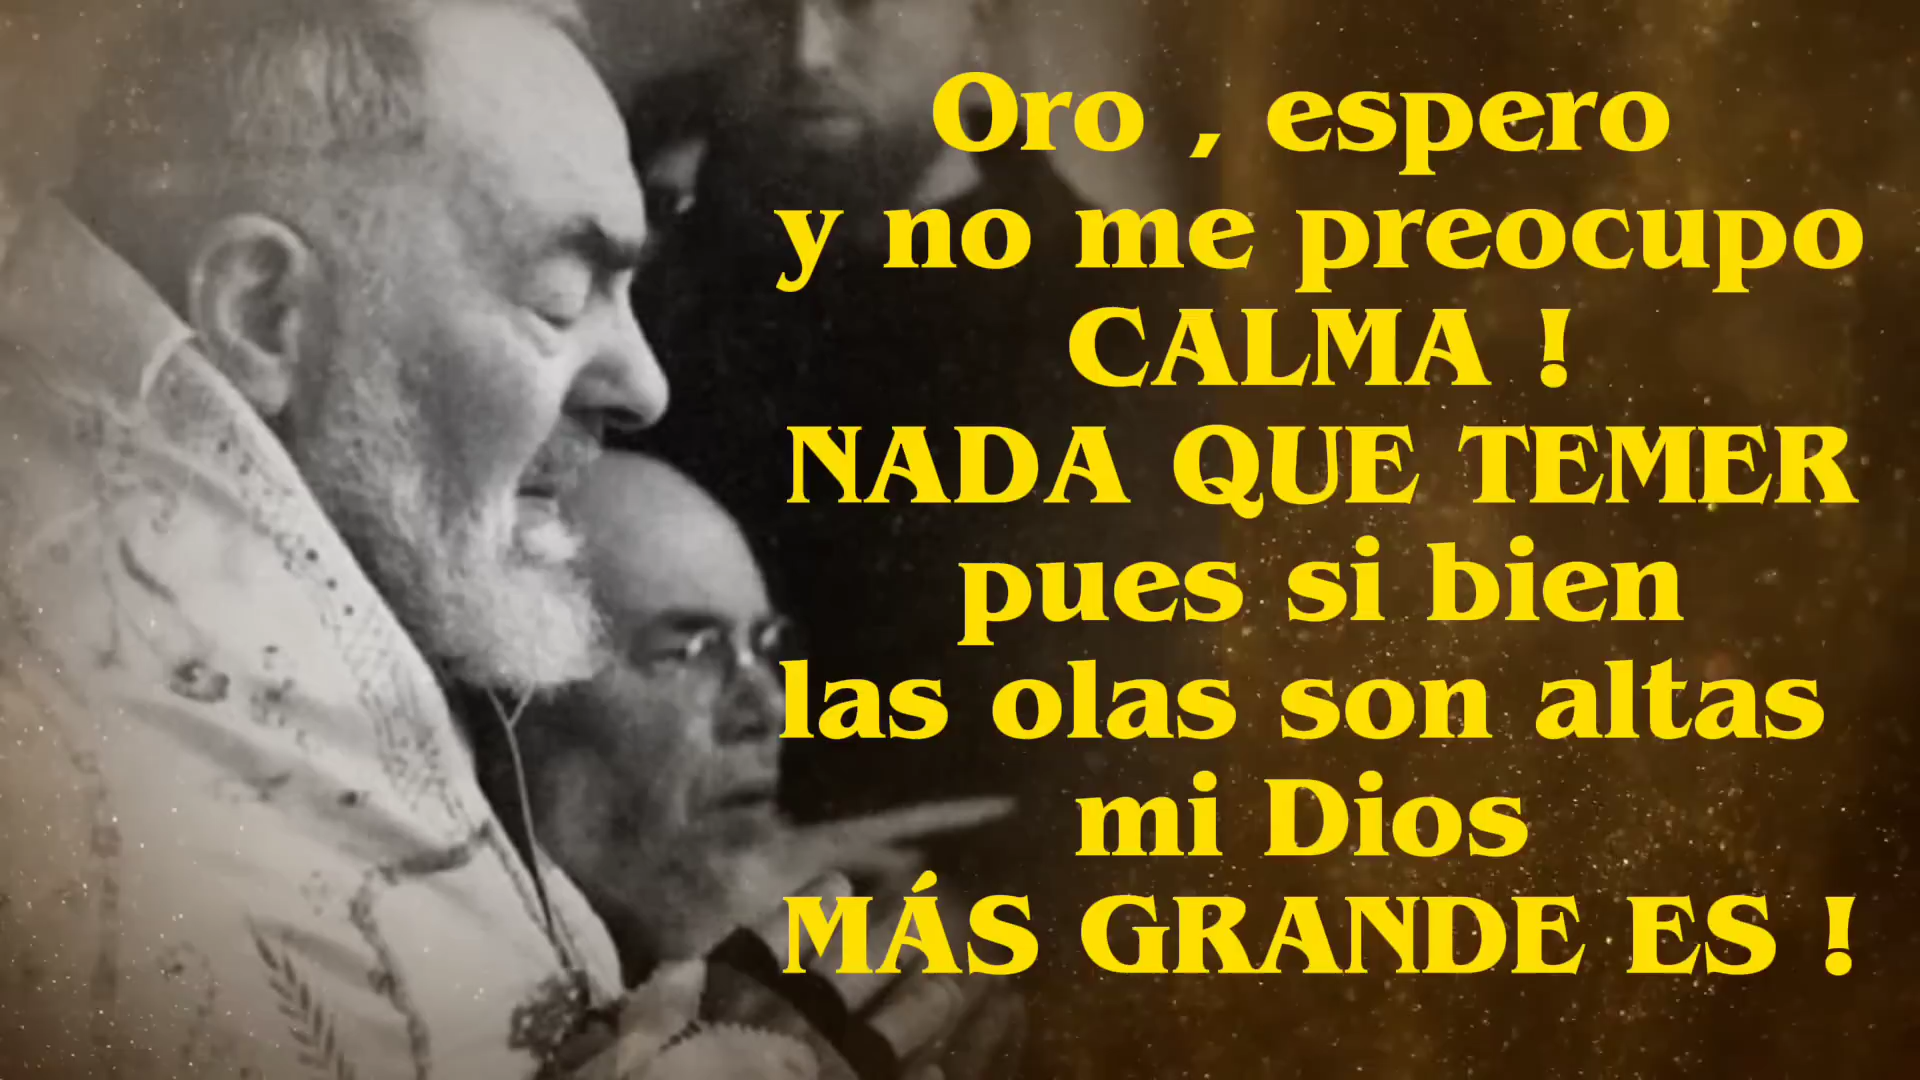 Oro , espero
y no me preocupo
CALMA !
NADA QUE TEMER
pues si bien
las olas son altas
mi Dios
MÁS GRANDE ES !